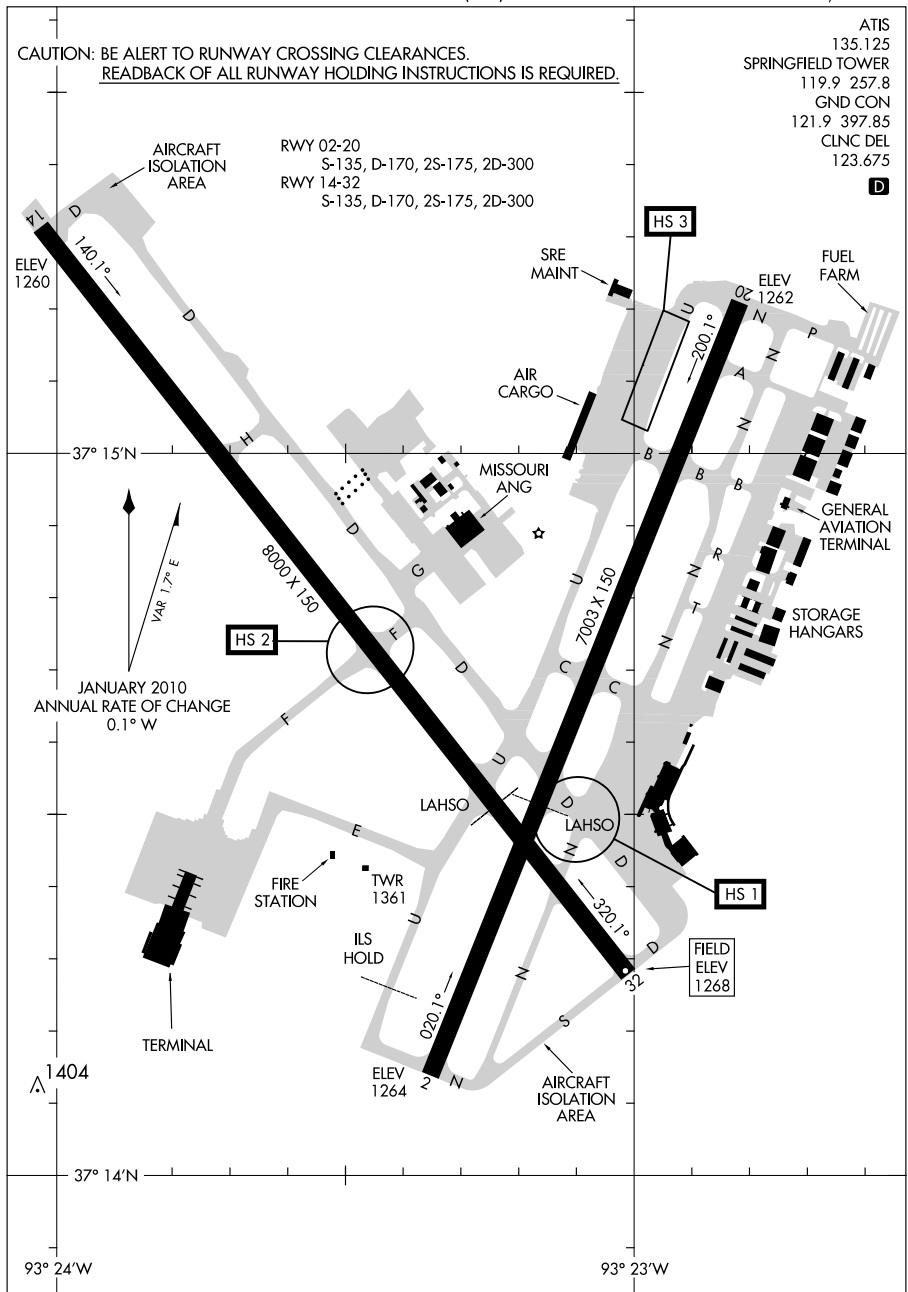 ATIS
135.125
SPRINGFIELD TOWER
119.9 257.8
GND CON
121.9 397.85
CLNC DEL
123.675
D
CAUTION: BE ALERT TO RUNWAY CROSSING CLEARANCES.
READBACK OF ALL RUNWAY HOLDING INSTRUCTIONS IS REQUIRED.
RWY 02-20
S-135, D-170, 2S-175, 2D-300
RWY 14-32
S-135, D-170, 2S-175, 2D-300
AIRCRAFT
ISOLATION
AREA
D
14
140.1°
ELEV
1260
D
HS 3
SRE
MAINT
U
20
ELEV
1262
FUEL
FARM
N
P
N
A
N
200.1°
AIR
CARGO
H
37° 15'N
B
B
B
MISSOURI
ANG
GENERAL
AVIATION
TERMINAL
D
G
8000 X 150
VAR 1.7° E
U
7003 X 150
R
N
T
N
STORAGE
HANGARS
HS 2
F
D
C
C
JANUARY 2010
ANNUAL RATE OF CHANGE
0.1° W
F
U
LAHSO
LAHSO
D
N
D
E
FIRE
STATION
TWR
1361
HS 1
U
320.1°
ILS
HOLD
N
D
32
FIELD
ELEV
1268
020.1°
S
TERMINAL
1404
ELEV
1264
2
N
AIRCRAFT
ISOLATION
AREA
37° 14'N
93° 24'W
93° 23'W